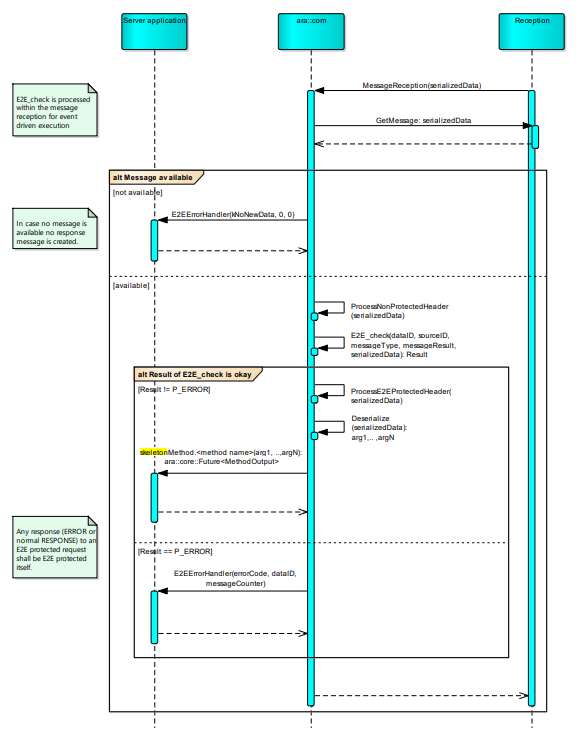 Server application
ara::com
Reception
MessageReception(serializedData)
E2E_check is processed
within the message
reception for event
driven execution
GetMessage: serializedData
alt Message available
[not available]
E2EErrorHandler(kNoNewData, 0, 0)
In case no message is
available no response
message is created.
[available]
ProcessNonProtectedHeader
(serializedData)
E2E_check(dataID, sourceID,
messageType, messageResult,
serializedData): Result
alt Result of E2E_check is okay
[Result != P_ERROR]
ProcessE2EProtectedHeader(
serializedData)
Deserialize
(serializedData):
arg1,.. ,argN
skeletonMethod.<method name>(arg1, ..,argN):
ara::core::Future<MethodOutput>
Any response (ERROR or
normal RESPONSE) to an
E2E protected request
shall be E2E protected
itself.
[Result == P_ERROR]
E2EErrorHandler(errorCode, dataID,
messageCounter)